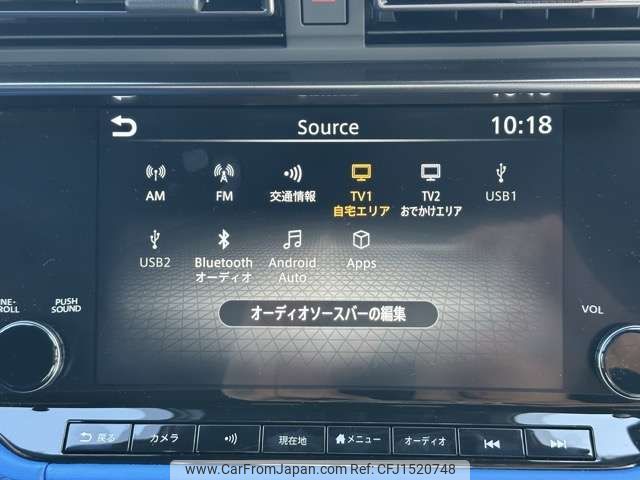 Source
10:18
AM
FM
交通情報
TV1
自宅エリア
TV2
おでかけエリア
USB1
USB2
Bluetooth
オーディオ
Android
Auto
Apps
オーディオソースバーの編集
PUSH
SOUND
VOL
戻る
カメラ
現在地
メニュー
オーディオ
www.CarFromJapan.com ID:CFJ1520748